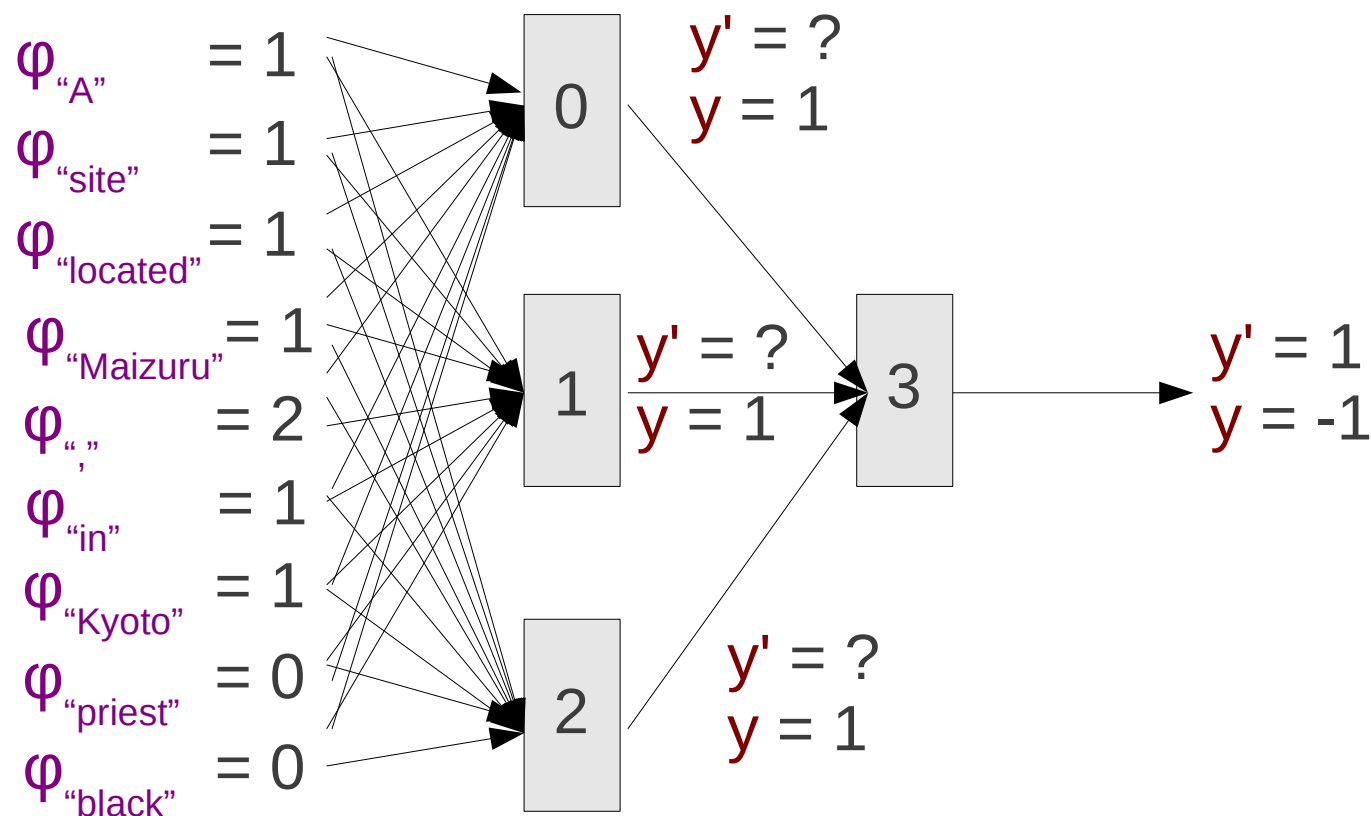 φ“A” = 1
φ“site” = 1
φ“located” = 1
φ“Maizuru” = 1
φ“,” = 2
φ“in” = 1
φ“Kyoto” = 1
φ“priest” = 0
φ“black” = 0
0
y' = ?
y = 1
1
y' = ?
y = 1
2
y' = ?
y = 1
3
y' = 1
y = -1